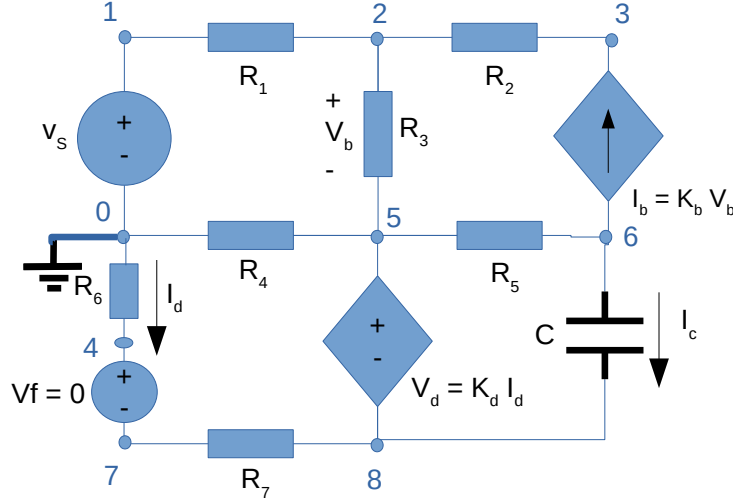 1
2
3
R1
R2
+
Vb
-
R3
vS
+
-
Ib = Kb Vb
0
5
6
R4
R5
R6
Id
4
+
-
Vf = 0
+
-
Vd = Kd Id
C
Ic
7
R7
8